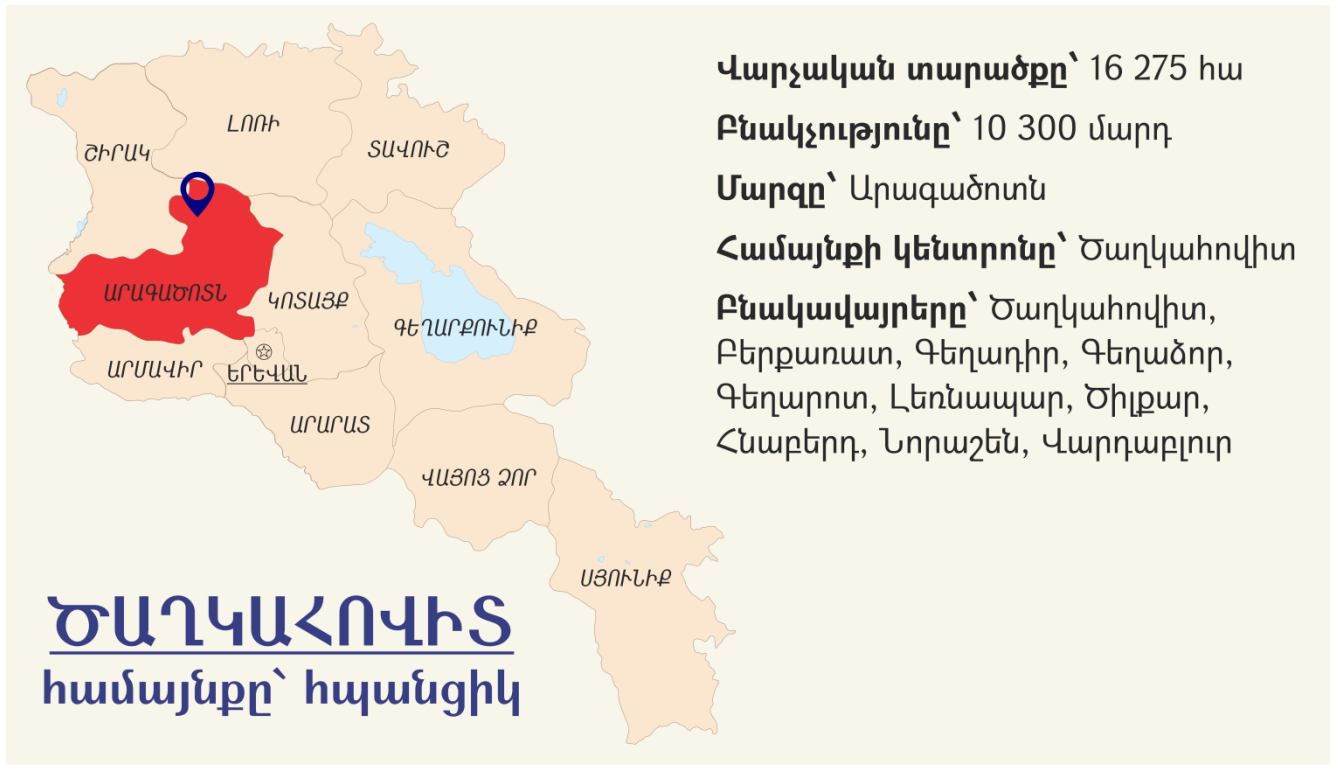 ՇԻՐԱԿ
ԼՈՌԻ
ՏԱՎՈՒՇ
ԱՐԱԳԱԾՈՏՆ
ԿՈՏԱՅՔ
ԳԵՂԱՐՔՈՒՆԻՔ
ԱՐՄԱՎԻՐ
ԵՐԵՎԱՆ
ԱՐԱՐԱՏ
ՎԱՅՈՑ ՁՈՐ
ՍՅՈՒՆԻՔ
ԾԱՂԿԱՀՈՎԻՏ
համայնքը՝ հպանցիկ
Վարչական տարածքը՝ 16 275 հա
Բնակչությունը՝ 10 300 մարդ
Մարզը՝ Արագածոտն
Համայնքի կենտրոնը՝ Ծաղկահովիտ
Բնակավայրերը՝ Ծաղկահովիտ,
Բերքառատ, Գեղադիր, Գեղաձոր,
Գեղարոտ, Լեռնապար, Ծիլքար,
Հնաբերդ, Նորաշեն, Վարդաբլուր